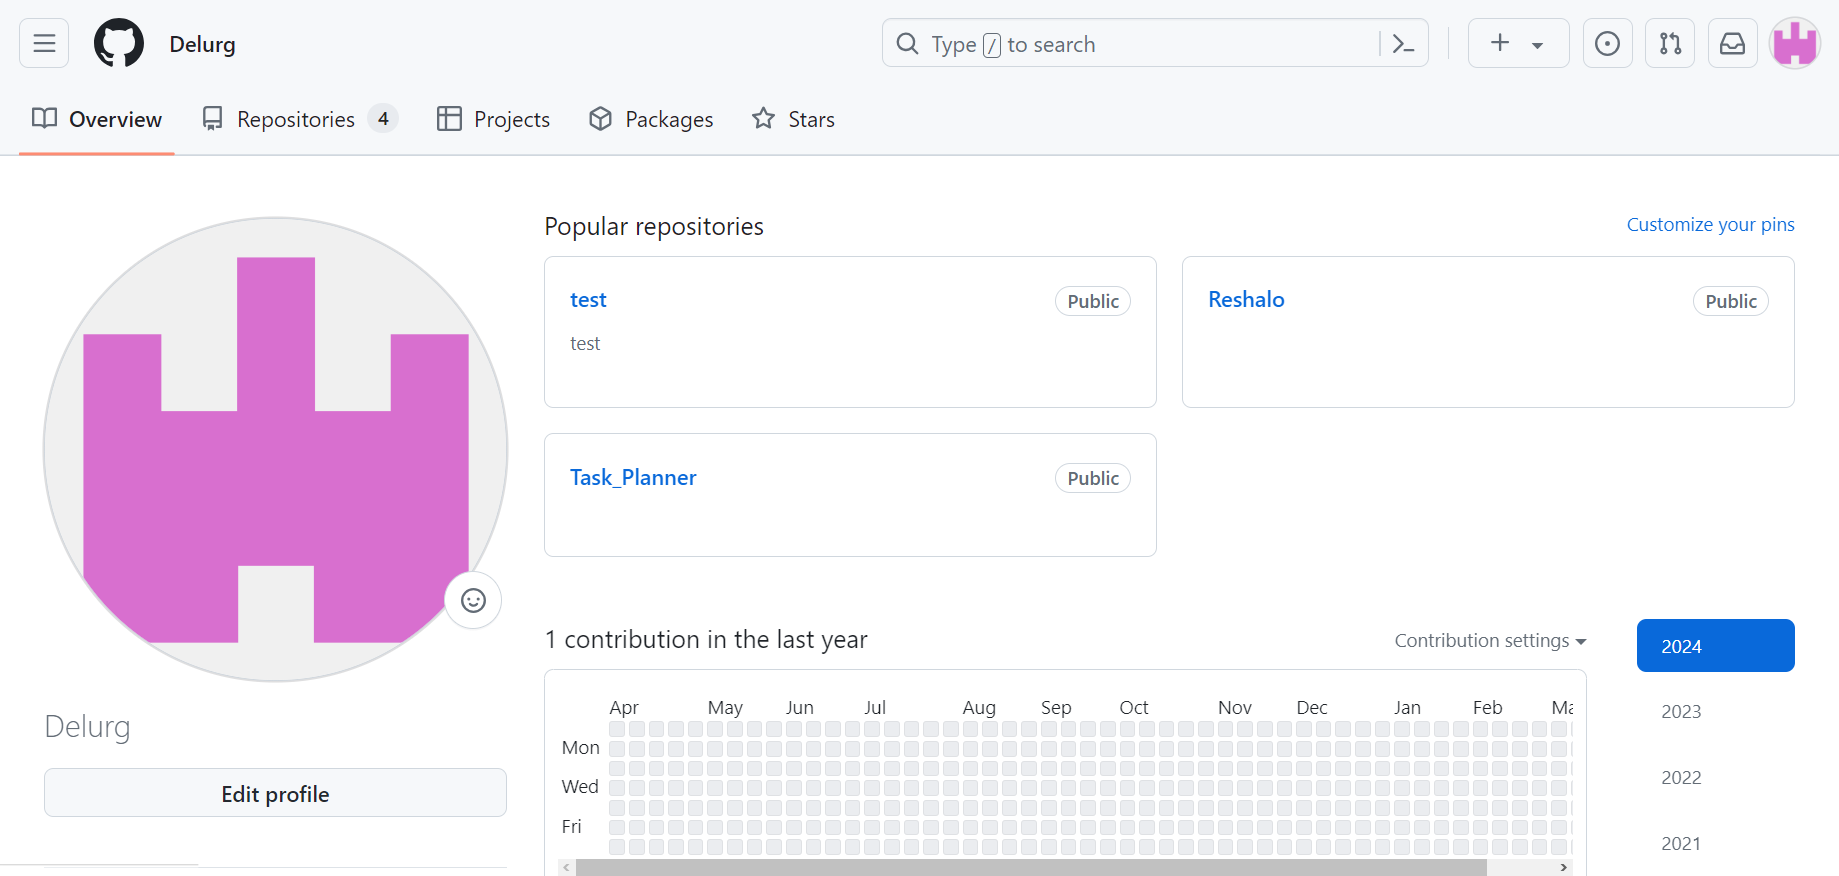 Delurg
Type / to search
Overview
Repositories 4
Projects
Packages
Stars
Popular repositories
Customize your pins
test
Public
test
Reshalo
Public
Task_Planner
Public
Delurg
Edit profile
1 contribution in the last year
Contribution settings
2024
2023
2022
2021
Apr May Jun Jul Aug Sep Oct Nov Dec Jan Feb
Mon
Wed
Fri